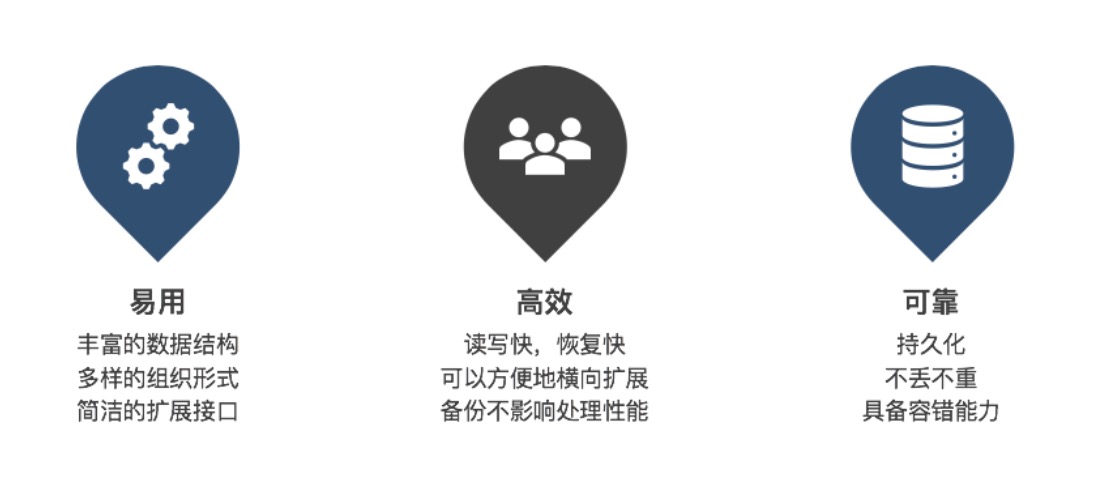 易用
丰富的数据结构
多样的组织形式
简洁的扩展接口
高效
读写快，恢复快
可以方便地横向扩展
备份不影响处理性能
可靠
持久化
不丢不重
具备容错能力